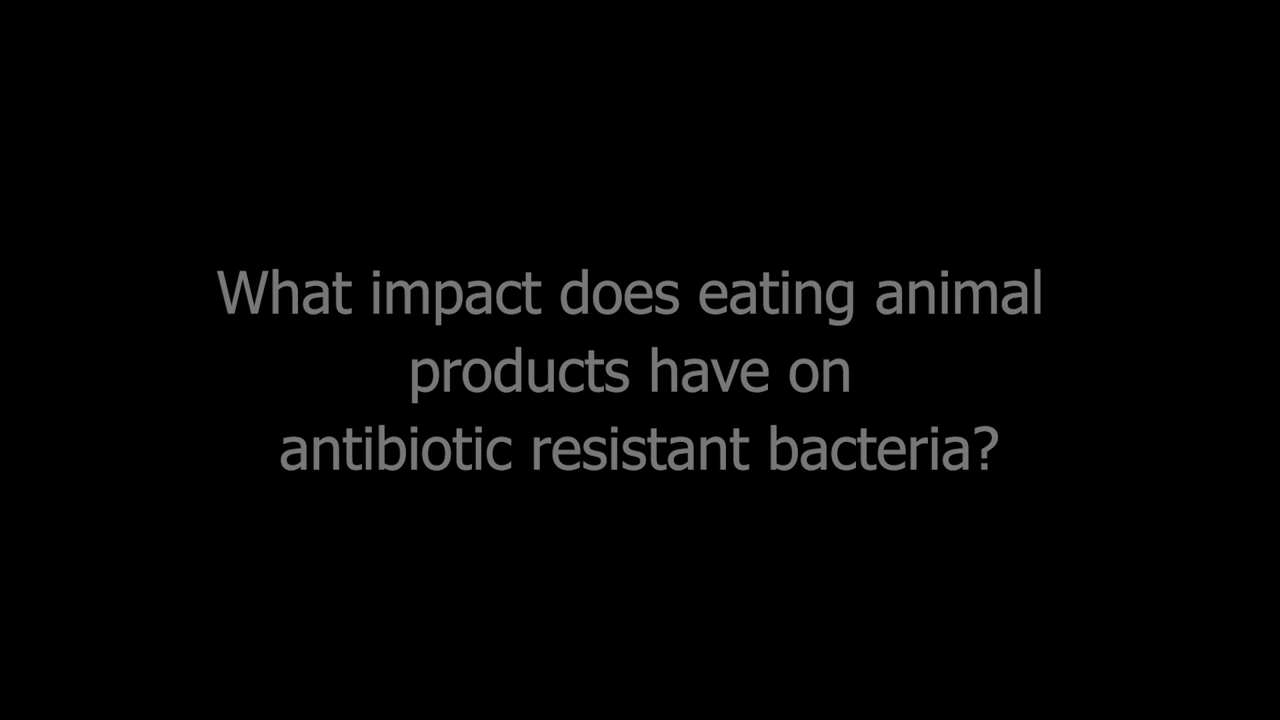 What impact does eating animal
products have on
antibiotic resistant bacteria?